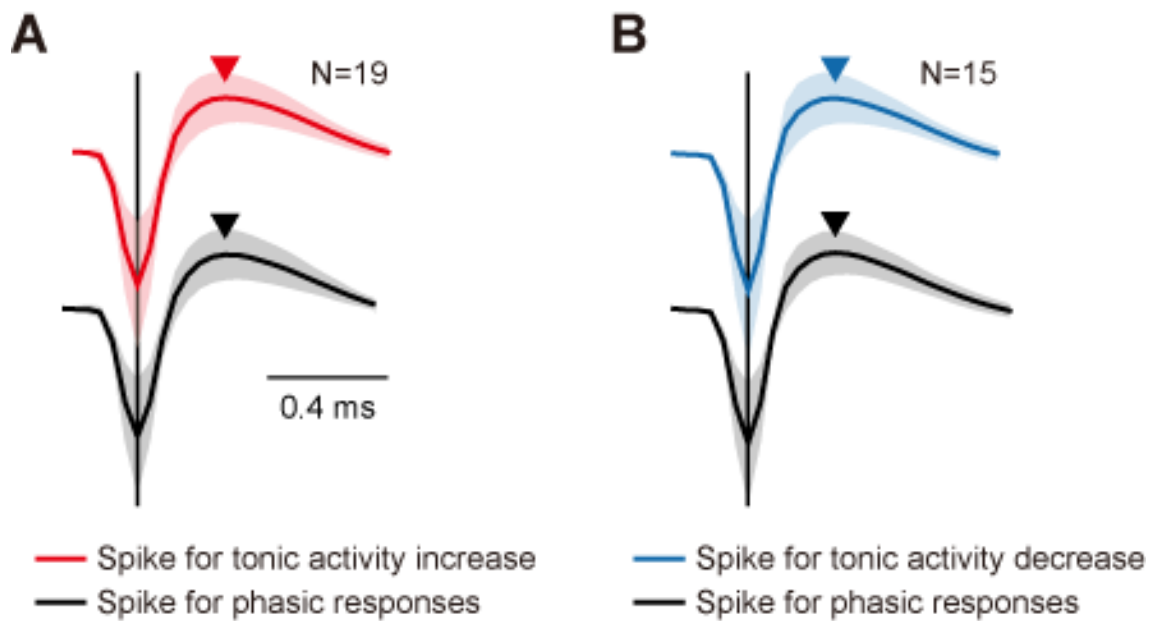 A
B
N=19
N=15
0.4 ms
Spike for tonic activity increase
Spike for phasic responses
Spike for tonic activity decrease
Spike for phasic responses